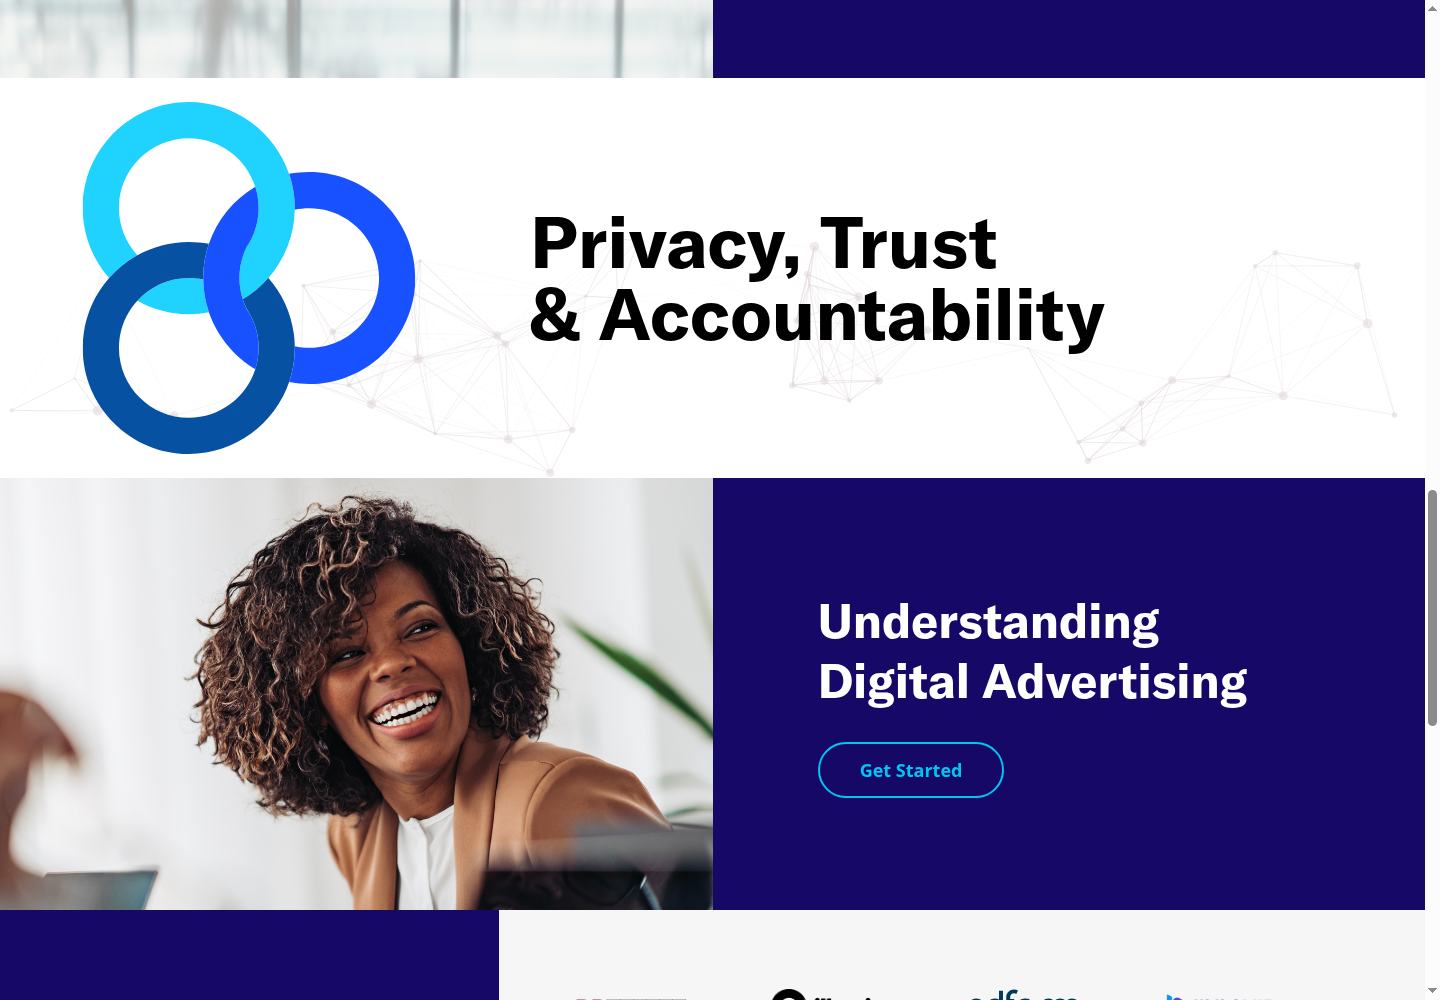 Privacy, Trust
& Accountability
Understanding
Digital Advertising
Get Started